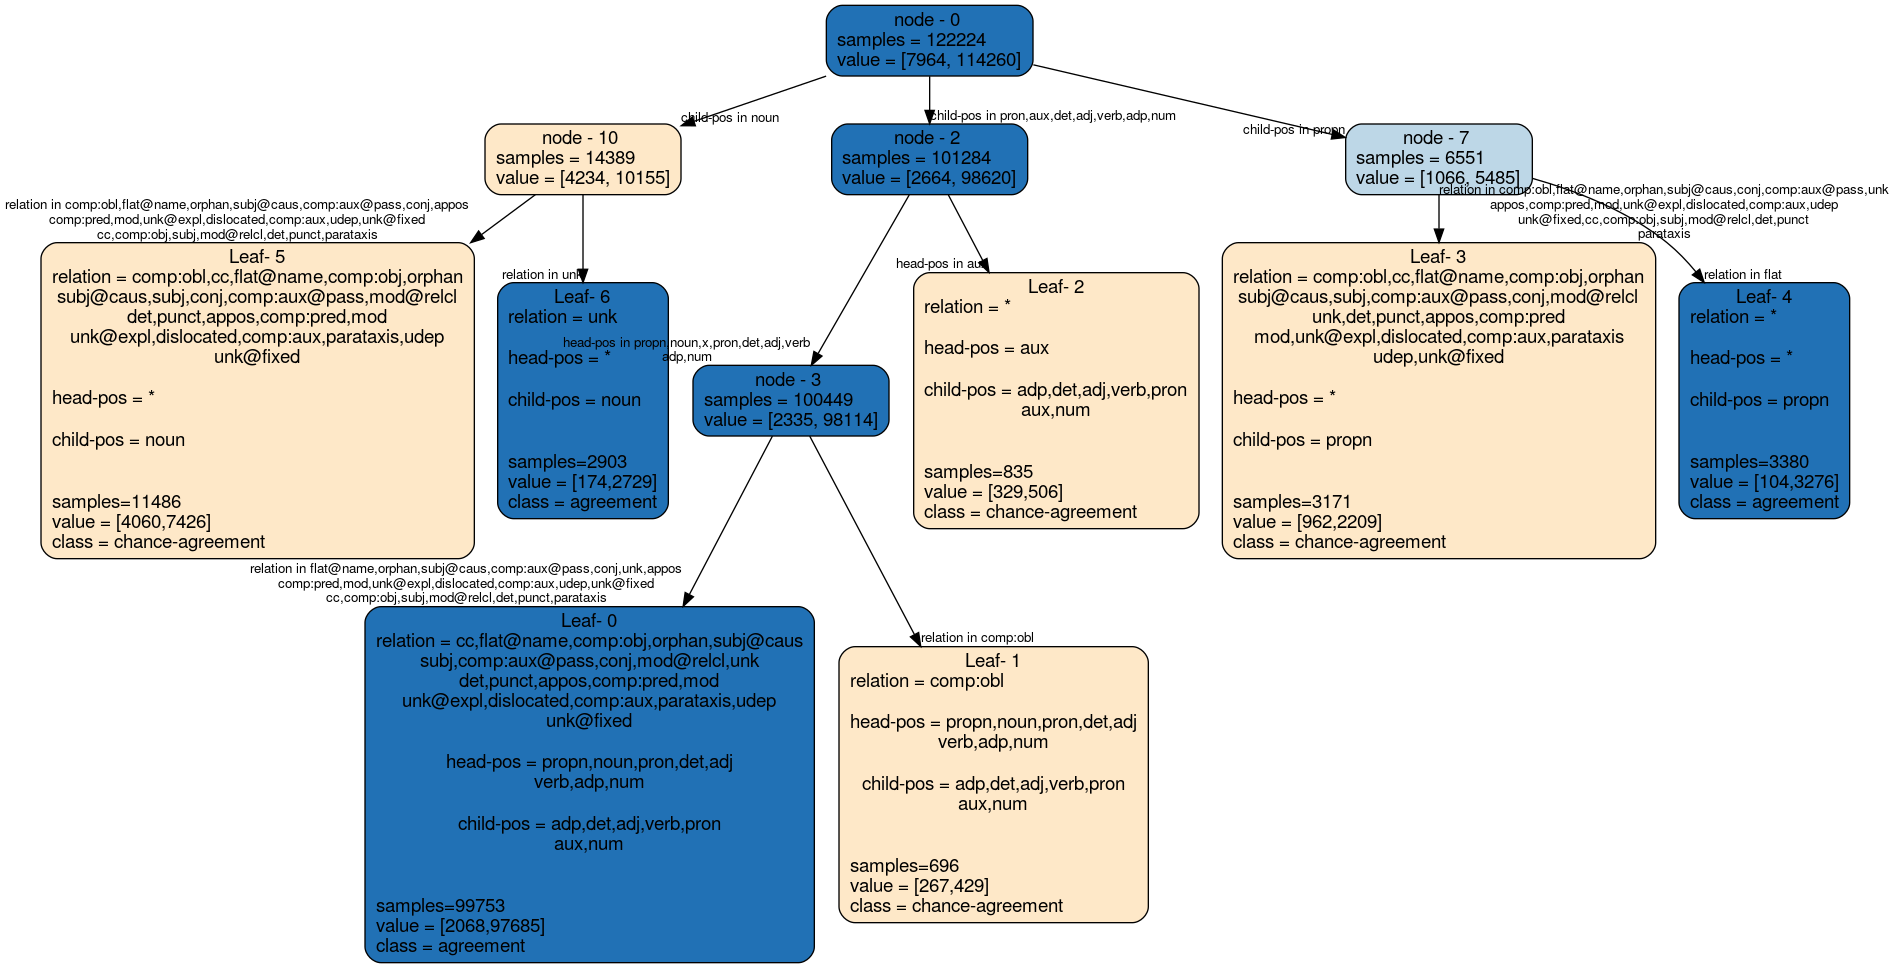 node - 0
samples = 122224
value = [7964, 114260]
child-pos in noun
child-pos in pron,aux,det,adj,verb,adp,num
child-pos in propn
node - 10
samples = 14389
value = [4234, 10155]
node - 2
samples = 101284
value = [2664, 98620]
node - 7
samples = 6551
value = [1066, 5485]
relation in comp:obl,flat@name,orphan,subj@caus,comp:aux@pass,conj,appos
comp:pred,mod,unk@expl,dislocated,comp:aux,udep,unk@fixed
cc,comp:obj,subj,mod@relcl,det,punct,parataxis
relation in unk
head-pos in propn,noun,x,pron,det,adj,verb
adp,num
head-pos in aux
relation in comp:obl,flat@name,orphan,subj@caus,conj,comp:aux@pass,unk
appos,comp:pred,mod,unk@expl,dislocated,comp:aux,udep
unk@fixed,cc,comp:obj,subj,mod@relcl,det,punct
parataxis
relation in flat
Leaf- 5
relation = comp:obl,cc,flat@name,comp:obj,orphan
subj@caus,subj,conj,comp:aux@pass,mod@relcl
det,punct,appos,comp:pred,mod
unk@expl,dislocated,comp:aux,parataxis,udep
unk@fixed
head-pos = *
child-pos = noun
samples=11486
value = [4060,7426]
class = chance-agreement
Leaf- 6
relation = unk
head-pos = *
child-pos = noun
samples=2903
value = [174,2729]
class = agreement
node - 3
samples = 100449
value = [2335, 98114]
Leaf- 2
relation = *
head-pos = aux
child-pos = adp,det,adj,verb,pron
aux,num
samples=835
value = [329,506]
class = chance-agreement
Leaf- 3
relation = comp:obl,cc,flat@name,comp:obj,orphan
subj@caus,subj,comp:aux@pass,conj,mod@relcl
unk,det,punct,appos,comp:pred
mod,unk@expl,dislocated,comp:aux,parataxis
udep,unk@fixed
head-pos = *
child-pos = propn
samples=3171
value = [962,2209]
class = chance-agreement
Leaf- 4
relation = *
head-pos = *
child-pos = propn
samples=3380
value = [104,3276]
class = agreement
relation in flat@name,orphan,subj@caus,comp:aux@pass,conj,unk,appos
comp:pred,mod,unk@expl,dislocated,comp:aux,udep,unk@fixed
cc,comp:obj,subj,mod@relcl,det,punct,parataxis
relation in comp:obl
Leaf- 0
relation = cc,flat@name,comp:obj,orphan,subj@caus
subj,comp:aux@pass,conj,mod@relcl,unk
det,punct,appos,comp:pred,mod
unk@expl,dislocated,comp:aux,parataxis,udep
unk@fixed
head-pos = propn,noun,pron,det,adj
verb,adp,num
child-pos = adp,det,adj,verb,pron
aux,num
samples=99753
value = [2068,97685]
class = agreement
Leaf- 1
relation = comp:obl
head-pos = propn,noun,pron,det,adj
verb,adp,num
child-pos = adp,det,adj,verb,pron
aux,num
samples=696
value = [267,429]
class = chance-agreement